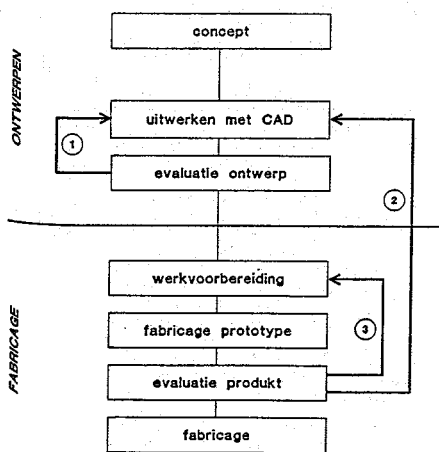 ONTWERPEN
concept
uitwerken met CAD
1
evaluatie ontwerp
2
FABRICAGE
werkvoorbereiding
fabricage prototype
3
evaluatie produkt
fabricage